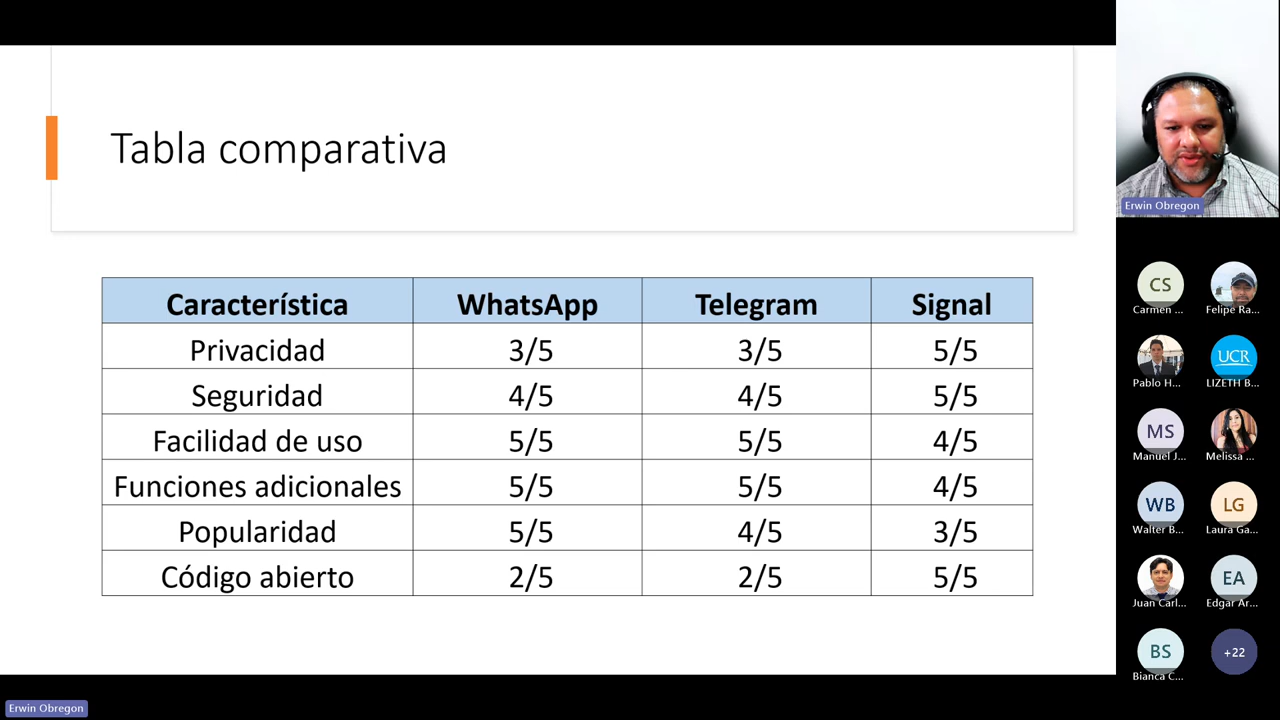 Tabla comparativa
Característica WhatsApp Telegram Signal
Privacidad 3/5 3/5 5/5
Seguridad 4/5 4/5 5/5
Facilidad de uso 5/5 5/5 4/5
Funciones adicionales 5/5 5/5 4/5
Popularidad 5/5 4/5 3/5
Código abierto 2/5 2/5 5/5
Erwin Obregon
CS
Carmen ... Felipe Ra...
UCR
Pablo H... LIZETH B...
MS
Manuel J... Melissa ...
WB LG
Walter B... Laura Ga...
EA
Juan Carl... Edgar Ar...
BS +22
Bianca C...
Erwin Obregon